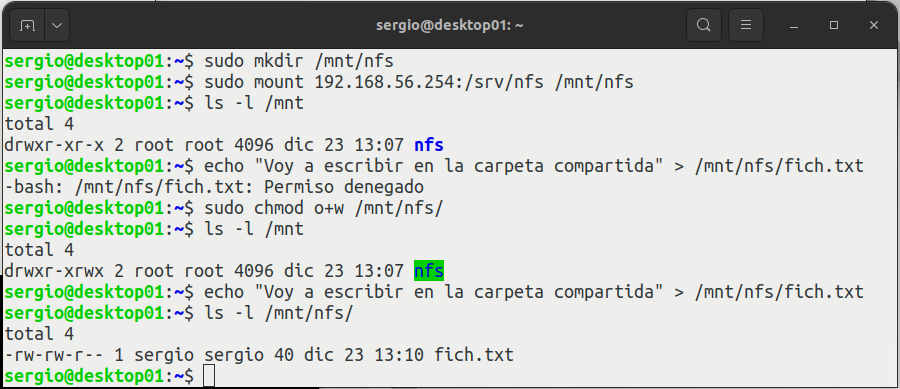 sergio@desktop01: ~
sergio@desktop01:~$ sudo mkdir /mnt/nfs
sergio@desktop01:~$ sudo mount 192.168.56.254:/srv/nfs /mnt/nfs
sergio@desktop01:~$ ls -l /mnt
total 4
drwxr-xr-x 2 root root 4096 dic 23 13:07 nfs
sergio@desktop01:~$ echo "Voy a escribir en la carpeta compartida" > /mnt/nfs/fich.txt
-bash: /mnt/nfs/fich.txt: Permiso denegado
sergio@desktop01:~$ sudo chmod o+w /mnt/nfs/
sergio@desktop01:~$ ls -l /mnt
total 4
drwxr-xrwx 2 root root 4096 dic 23 13:07 nfs
sergio@desktop01:~$ echo "Voy a escribir en la carpeta compartida" > /mnt/nfs/fich.txt
sergio@desktop01:~$ ls -l /mnt/nfs/
total 4
-rw-rw-r-- 1 sergio sergio 40 dic 23 13:10 fich.txt
sergio@desktop01:~$